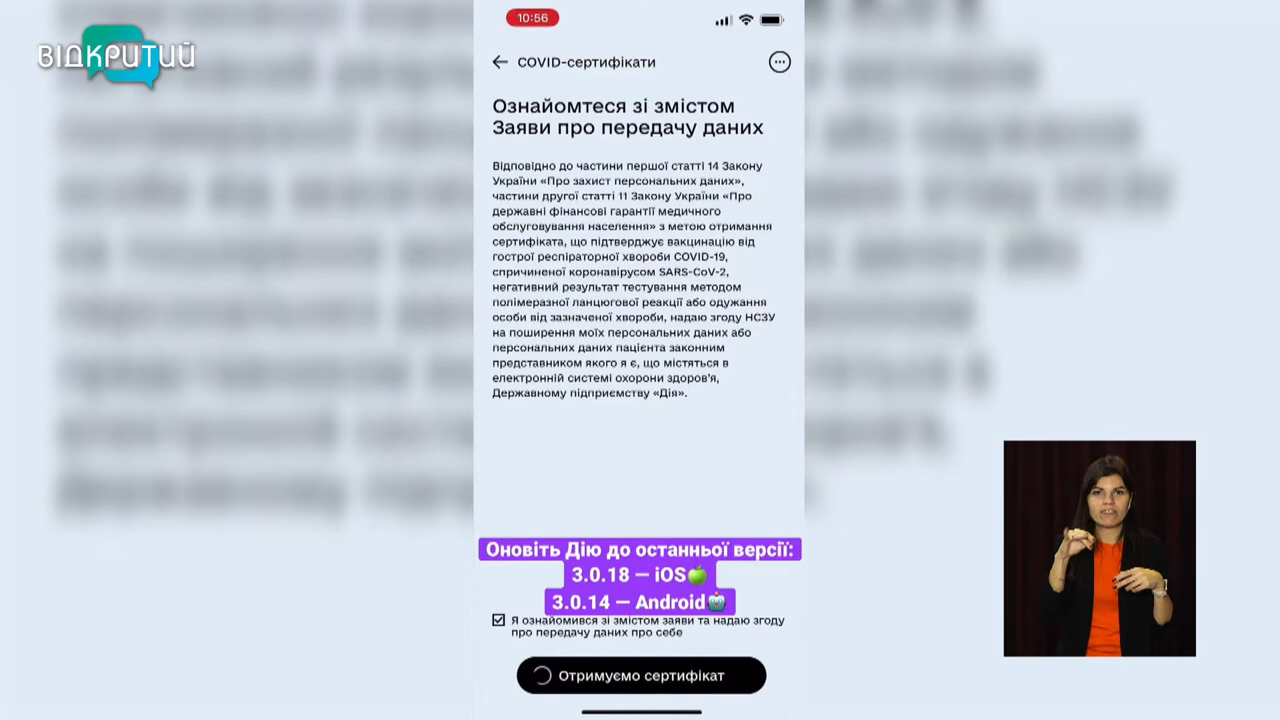 ВІДКРИТИЙ
10:56
COVID-сертифікати
Ознайомтеся зі змістом
Заяви про передачу даних
Відповідно до частини першої статті 14 Закону
України «Про захист персональних даних»,
частини другої статті 11 Закону України «Про
державні фінансові гарантії медичного
обслуговування населення» з метою отримання
сертифіката, що підтверджує вакцинацію від
гострої респіраторної хвороби COVID-19,
спричиненої коронавірусом SARS-CoV-2,
негативний результат тестування методом
полімеразної ланцюгової реакції або одужання
особи від зазначеної хвороби, надаю згоду НСЗУ
на поширення моїх персональних даних або
персональних даних пацієнта законним
представником якого я є, що містяться в
електронній системі охорони здоров'я,
Державному підприємству «Дія».
Оновіть Дію до останньої версії:
3.0.18 — iOS🍏
3.0.14 — Android🤖
Я ознайомився зі змістом заяви та надаю згоду
про передачу даних про себе
Отримуємо сертифікат